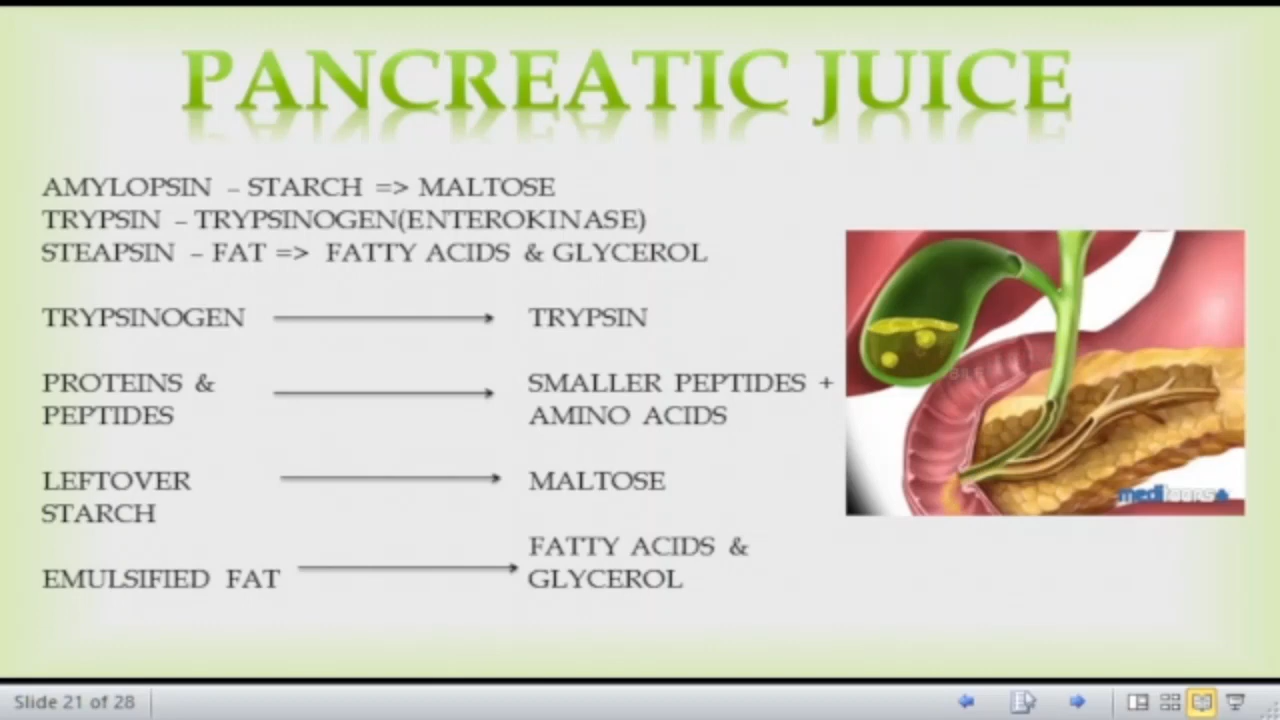 PANCREATIC JUICE
AMYLOPSIN – STARCH => MALTOSE
TRYPSIN – TRYPSINOGEN(ENTEROKINASE)
STEAPSIN – FAT => FATTY ACIDS & GLYCEROL
TRYPSINOGEN TRYPSIN
PROTEINS & SMALLER PEPTIDES +
PEPTIDES AMINO ACIDS
LEFTOVER MALTOSE
STARCH
FATTY ACIDS &
EMULSIFIED FAT GLYCEROL
BILE
Slide 21 of 28